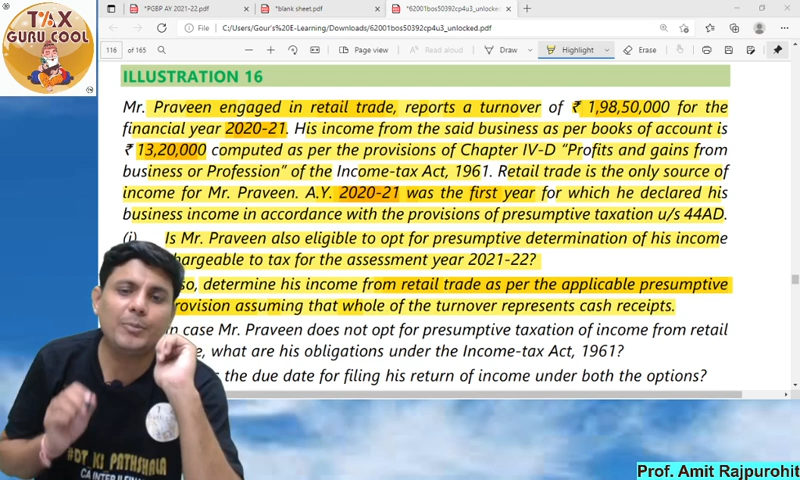 TAX
GURU COOL
*PGBP AY 2021-22.pdf
*blank sheet.pdf
*62001bos50392cp4u3_unlocked.p
File
C:/Users/Gour's%20E-Learning/Downloads/62001bos50392cp4u3_unlocked.pdf
116 of 165
Page view
Read aloud
Draw
Highlight
Erase
ILLUSTRATION 16
Mr. Praveen engaged in retail trade, reports a turnover of ₹ 1,98,50,000 for the
financial year 2020-21. His income from the said business as per books of account is
₹ 13,20,000 computed as per the provisions of Chapter IV-D "Profits and gains from
business or Profession" of the Income-tax Act, 1961. Retail trade is the only source of
income for Mr. Praveen. A.Y. 2020-21 was the first year for which he declared his
business income in accordance with the provisions of presumptive taxation u/s 44AD.
(i) Is Mr. Praveen also eligible to opt for presumptive determination of his income
hargeable to tax for the assessment year 2021-22?
so, determine his income from retail trade as per the applicable presumptive
rovision assuming that whole of the turnover represents cash receipts.
n case Mr. Praveen does not opt for presumptive taxation of income from retail
e, what are his obligations under the Income-tax Act, 1961?
the due date for filing his return of income under both the options?
#DT KI PATHSHALA
CA INTER
Prof. Amit Rajpurohit